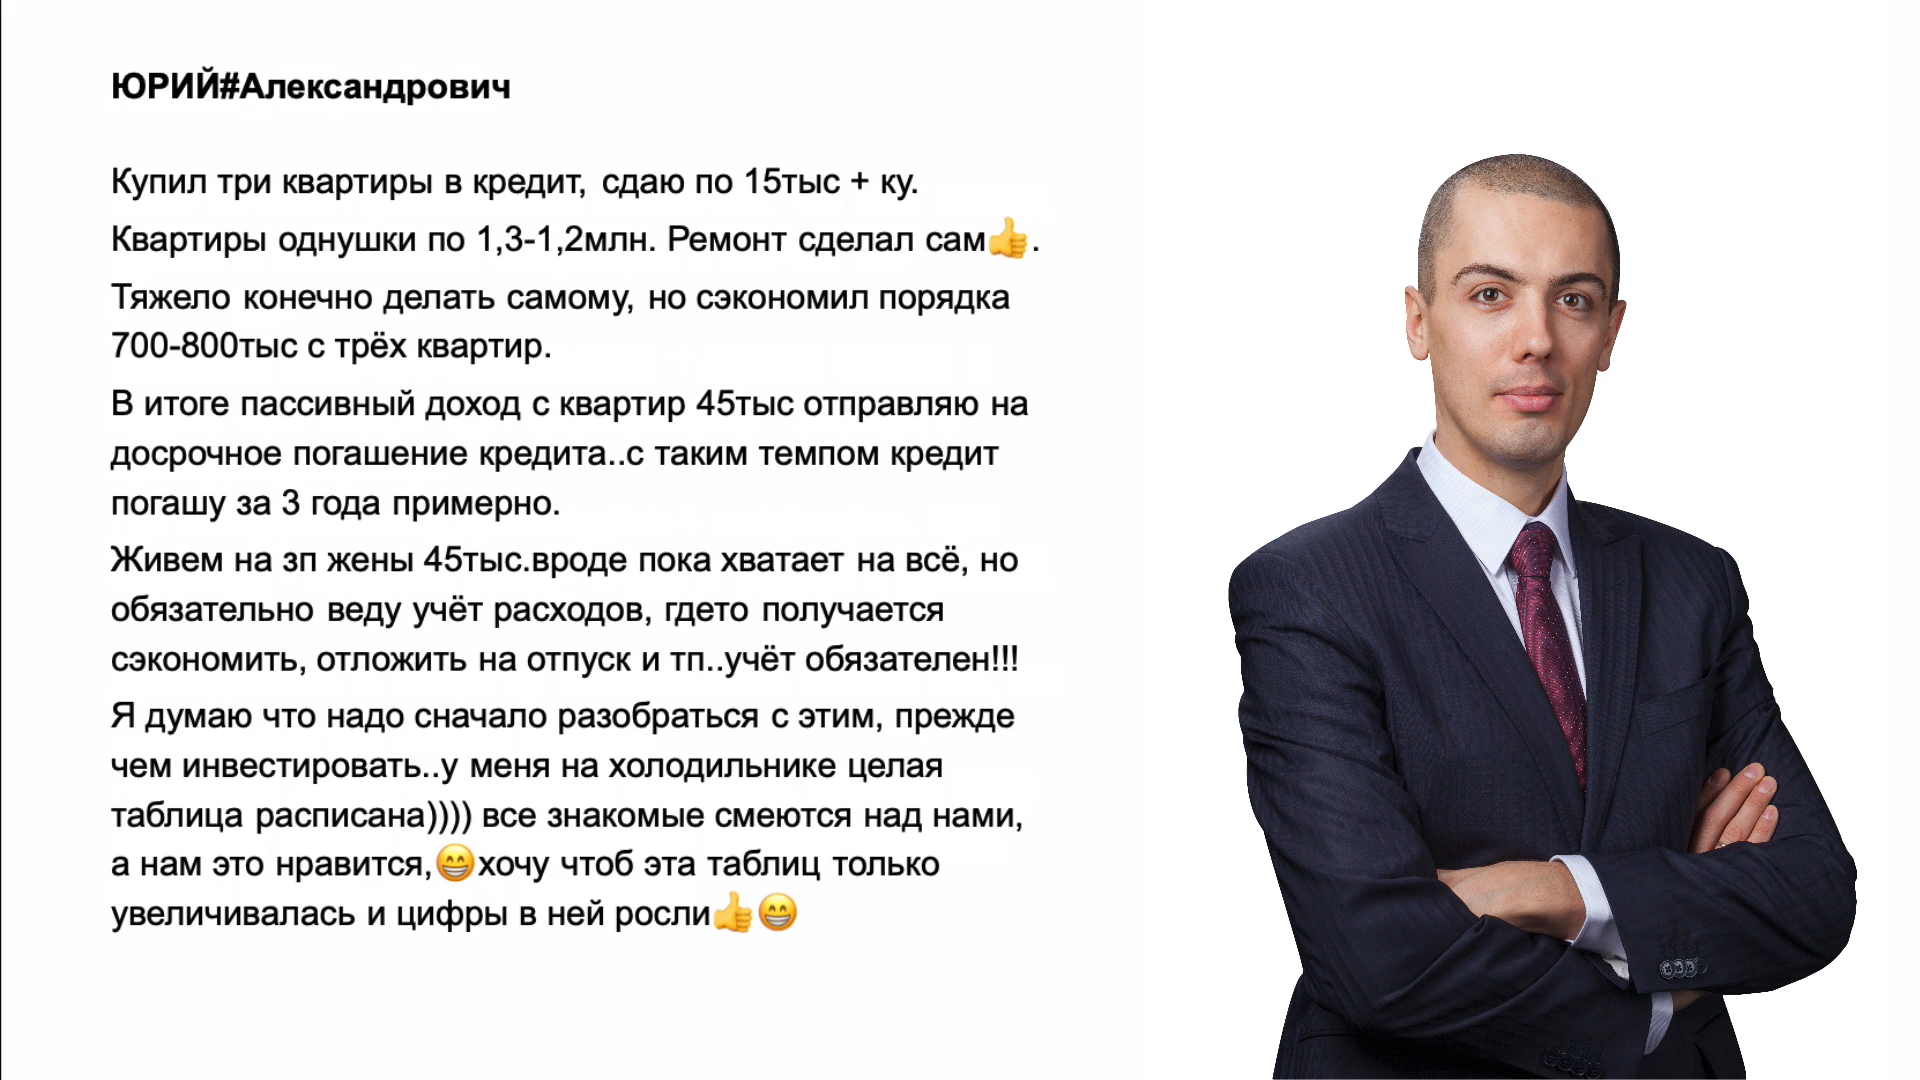 ЮРИЙ#Александрович
Купил три квартиры в кредит, сдаю по 15тыс + ку.
Квартиры однушки по 1,3-1,2млн. Ремонт сделал сам👍.
Тяжело конечно делать самому, но сэкономил порядка
700-800тыс с трёх квартир.
В итоге пассивный доход с квартир 45тыс отправляю на
досрочное погашение кредита..с таким темпом кредит
погашу за 3 года примерно.
Живем на зп жены 45тыс.вроде пока хватает на всё, но
обязательно веду учёт расходов, гдето получается
сэкономить, отложить на отпуск и тп..учёт обязателен!!!
Я думаю что надо сначало разобраться с этим, прежде
чем инвестировать..у меня на холодильнике целая
таблица расписана)))) все знакомые смеются над нами,
а нам это нравится,😁хочу чтоб эта таблиц только
увеличивалась и цифры в ней росли👍😁